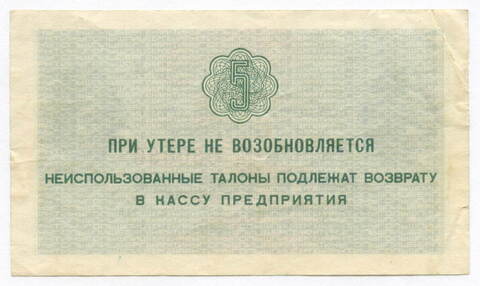 5
ПРИ УТЕРЕ НЕ ВОЗОБНОВЛЯЕТСЯ
НЕИСПОЛЬЗОВАННЫЕ ТАЛОНЫ ПОДЛЕЖАТ ВОЗВРАТУ
В КАССУ ПРЕДПРИЯТИЯ